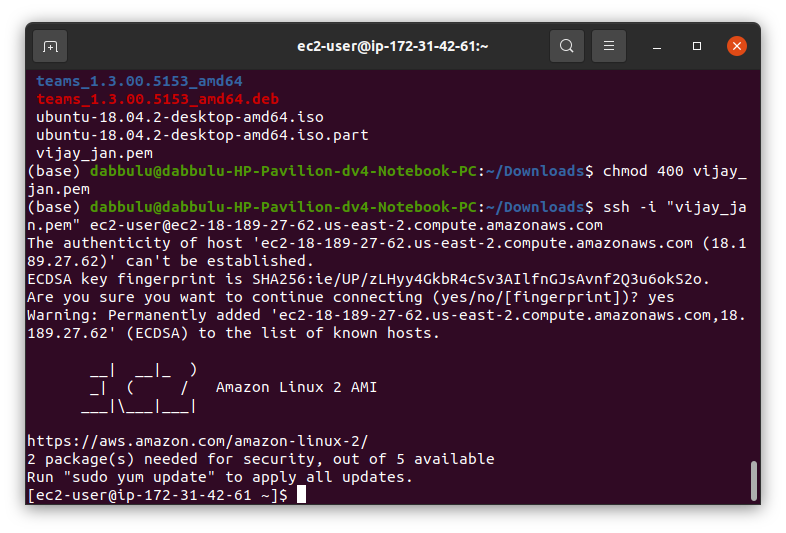 ec2-user@ip-172-31-42-61:~
teams_1.3.00.5153_amd64
teams_1.3.00.5153_amd64.deb
ubuntu-18.04.2-desktop-amd64.iso
ubuntu-18.04.2-desktop-amd64.iso.part
vijay_jan.pem
(base) dabbulu@dabbulu-HP-Pavilion-dv4-Notebook-PC:~/Downloads$ chmod 400 vijay_
jan.pem
(base) dabbulu@dabbulu-HP-Pavilion-dv4-Notebook-PC:~/Downloads$ ssh -i "vijay_ja
n.pem" ec2-user@ec2-18-189-27-62.us-east-2.compute.amazonaws.com
The authenticity of host 'ec2-18-189-27-62.us-east-2.compute.amazonaws.com (18.1
89.27.62)' can't be established.
ECDSA key fingerprint is SHA256:ie/UP/zLHyy4GkbR4cSv3AIlfnGJsAvnf2Q3u6okS2o.
Are you sure you want to continue connecting (yes/no/[fingerprint])? yes
Warning: Permanently added 'ec2-18-189-27-62.us-east-2.compute.amazonaws.com,18.
189.27.62' (ECDSA) to the list of known hosts.
       __|  __|_  )
       _|  (     /   Amazon Linux 2 AMI
      ___|\___|___|
https://aws.amazon.com/amazon-linux-2/
2 package(s) needed for security, out of 5 available
Run "sudo yum update" to apply all updates.
[ec2-user@ip-172-31-42-61 ~]$